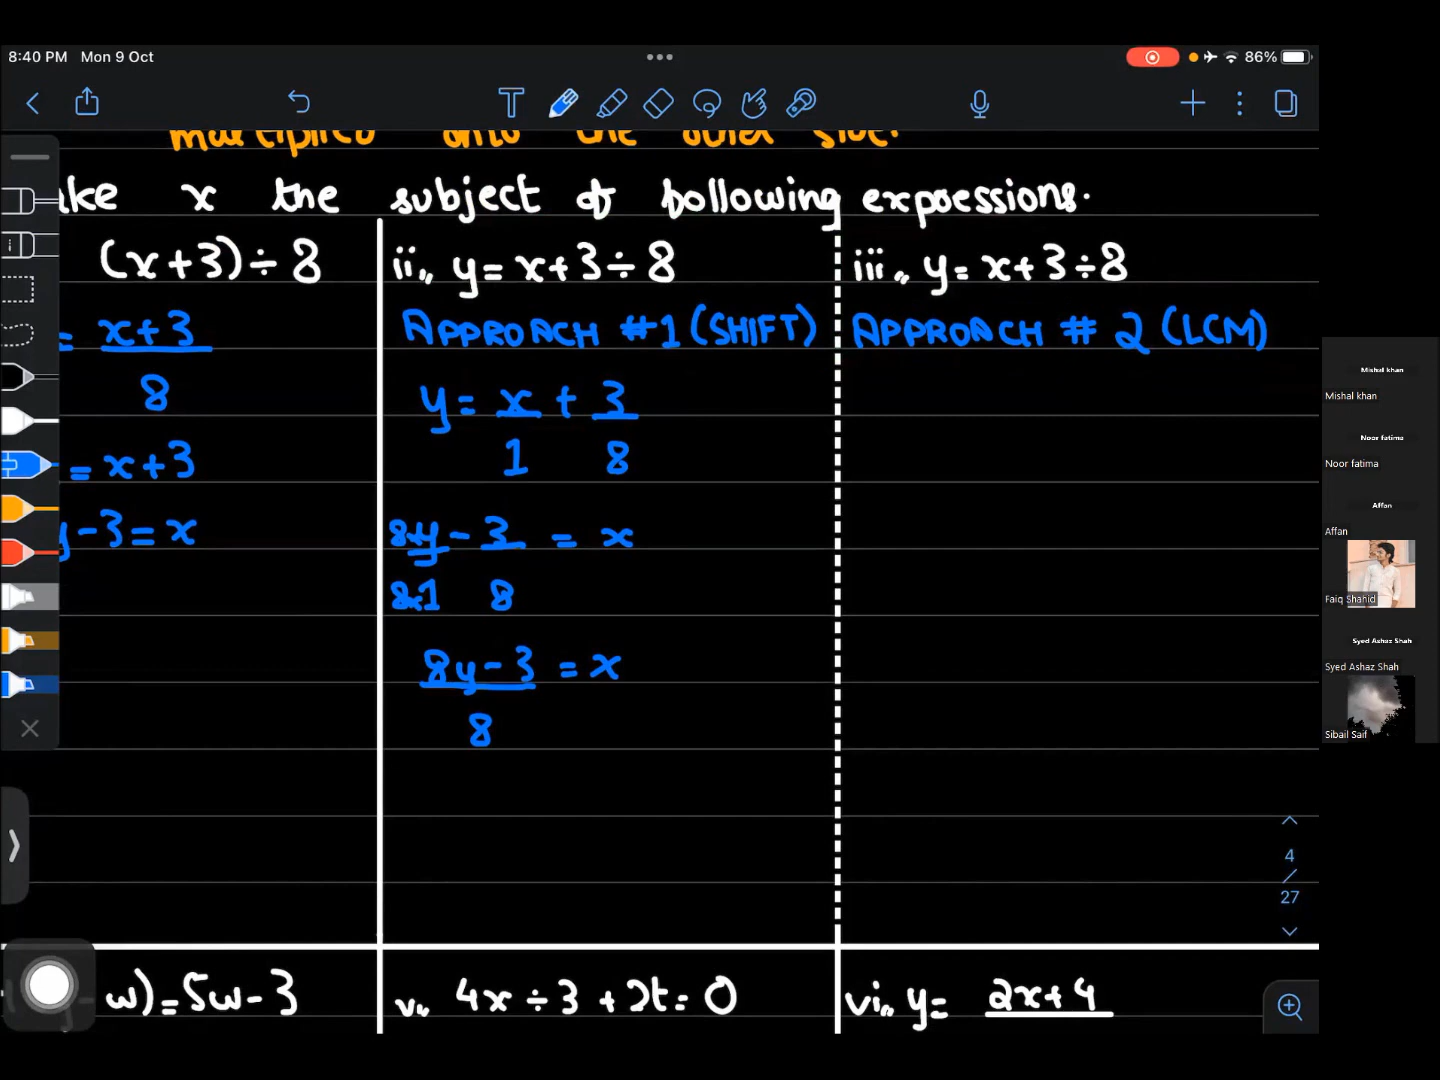 8:40 PM Mon 9 Oct
86%
the
ake x the subject of following expressions.
(x+3)÷8
= x+3
8
= x+3
y-3=x
ii,, y=x+3÷8
APPROACH #1 (SHIFT)
y= x + 3
1 8
8×y - 3 = x
8×1 8
8y-3 = x
8
iii,, y=x+3÷8
APPROACH # 2 (LCM)
w)=5w-3
v,, 4x÷3+2t=0
vi,, y= 2x+4
4
/
27
Mishal khan
Mishal khan
Noor fatima
Noor fatima
Affan
Affan
Faiq Shahid
Syed Ashaz Shah
Syed Ashaz Shah
Sibail Saif